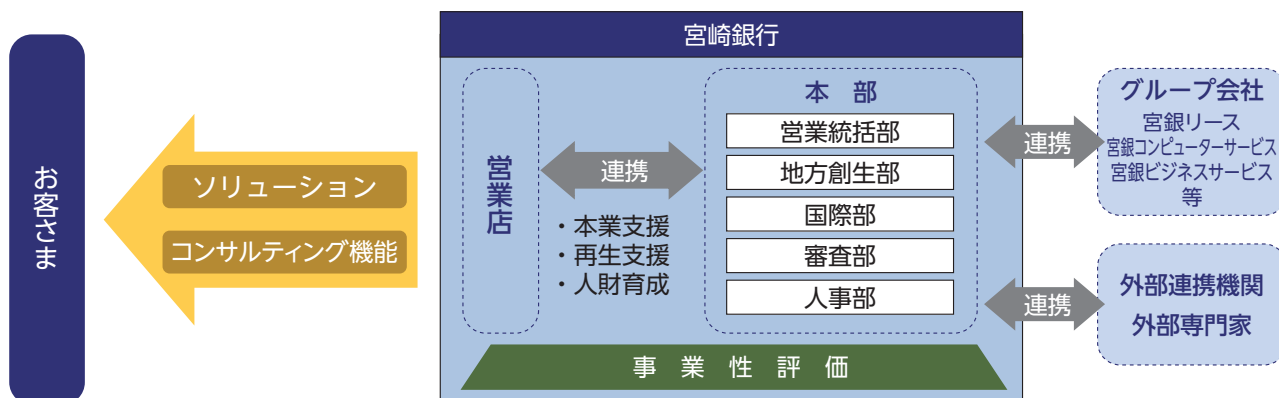 お客さま
ソリューション
コンサルティング機能
宮崎銀行
営業店
連携
・本業支援
・再生支援
・人財育成
本　部
営業統括部
地方創生部
国際部
審査部
人事部
事　業　性　評　価
連携
グループ会社
宮銀リース
宮銀コンピューターサービス
宮銀ビジネスサービス
等
連携
外部連携機関
外部専門家